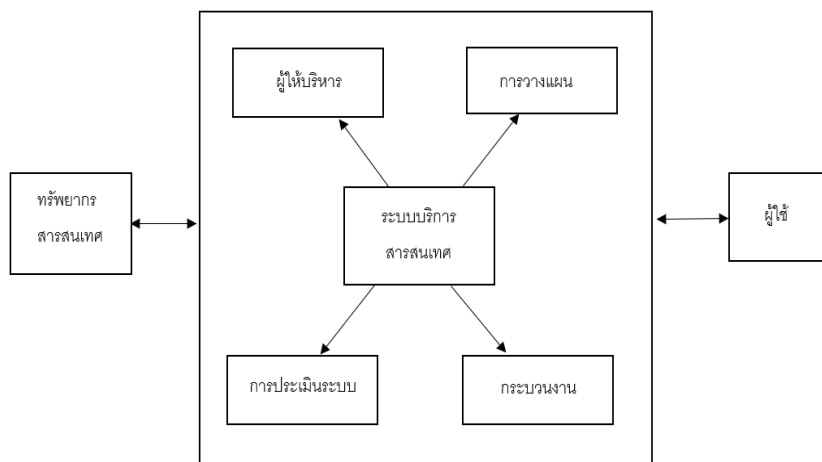 ผู้ให้บริหาร
การวางแผน
ทรัพยากร
สารสนเทศ
ระบบบริการ
สารสนเทศ
ผู้ใช้
การประเมินระบบ
กระบวนงาน